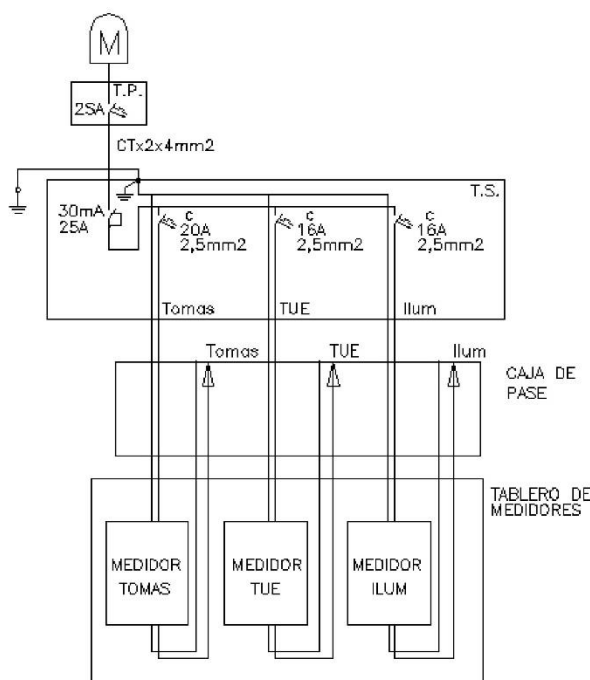 M
T.P.
25A
CTx2x4mm2
T.S.
30mA
25A
c
20A
2,5mm2
c
16A
2,5mm2
c
16A
2,5mm2
Tomas
TUE
Ilum
Tomas
TUE
Ilum
CAJA DE
PASE
TABLERO DE
MEDIDORES
MEDIDOR
TOMAS
MEDIDOR
TUE
MEDIDOR
ILUM